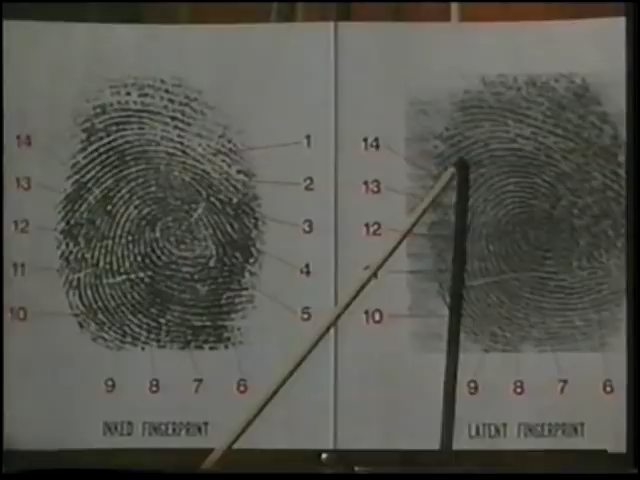 14 1 14
13 2 13
12 3 12
11 4
10 5 10
9 8 7 6 9 8 7 6
INKED FINGERPRINT LATENT FINGERPRINT